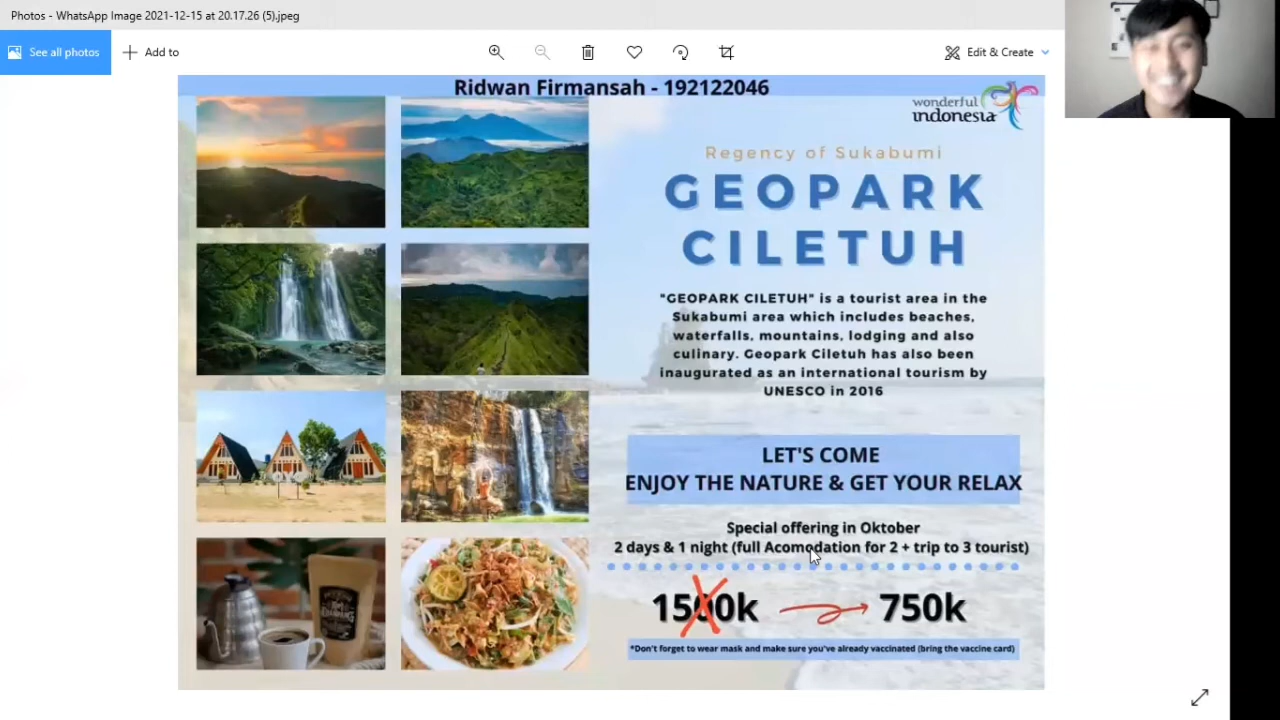 Photos - WhatsApp Image 2021-12-15 at 20.17.26 (5).jpeg
See all photos
Add to
Edit & Create
Ridwan Firmansah - 192122046
wonderful
indonesia
Regency of Sukabumi
GEOPARK
CILETUH
"GEOPARK CILETUH" is a tourist area in the
Sukabumi area which includes beaches,
waterfalls, mountains, lodging and also
culinary. Geopark Ciletuh has also been
inaugurated as an international tourism by
UNESCO in 2016
LET'S COME
ENJOY THE NATURE & GET YOUR RELAX
Special offering in Oktober
2 days & 1 night (full Acomodation for 2 + trip to 3 tourist)
1500k 750k
*Don't forget to wear mask and make sure you've already vaccinated (bring the vaccine card)